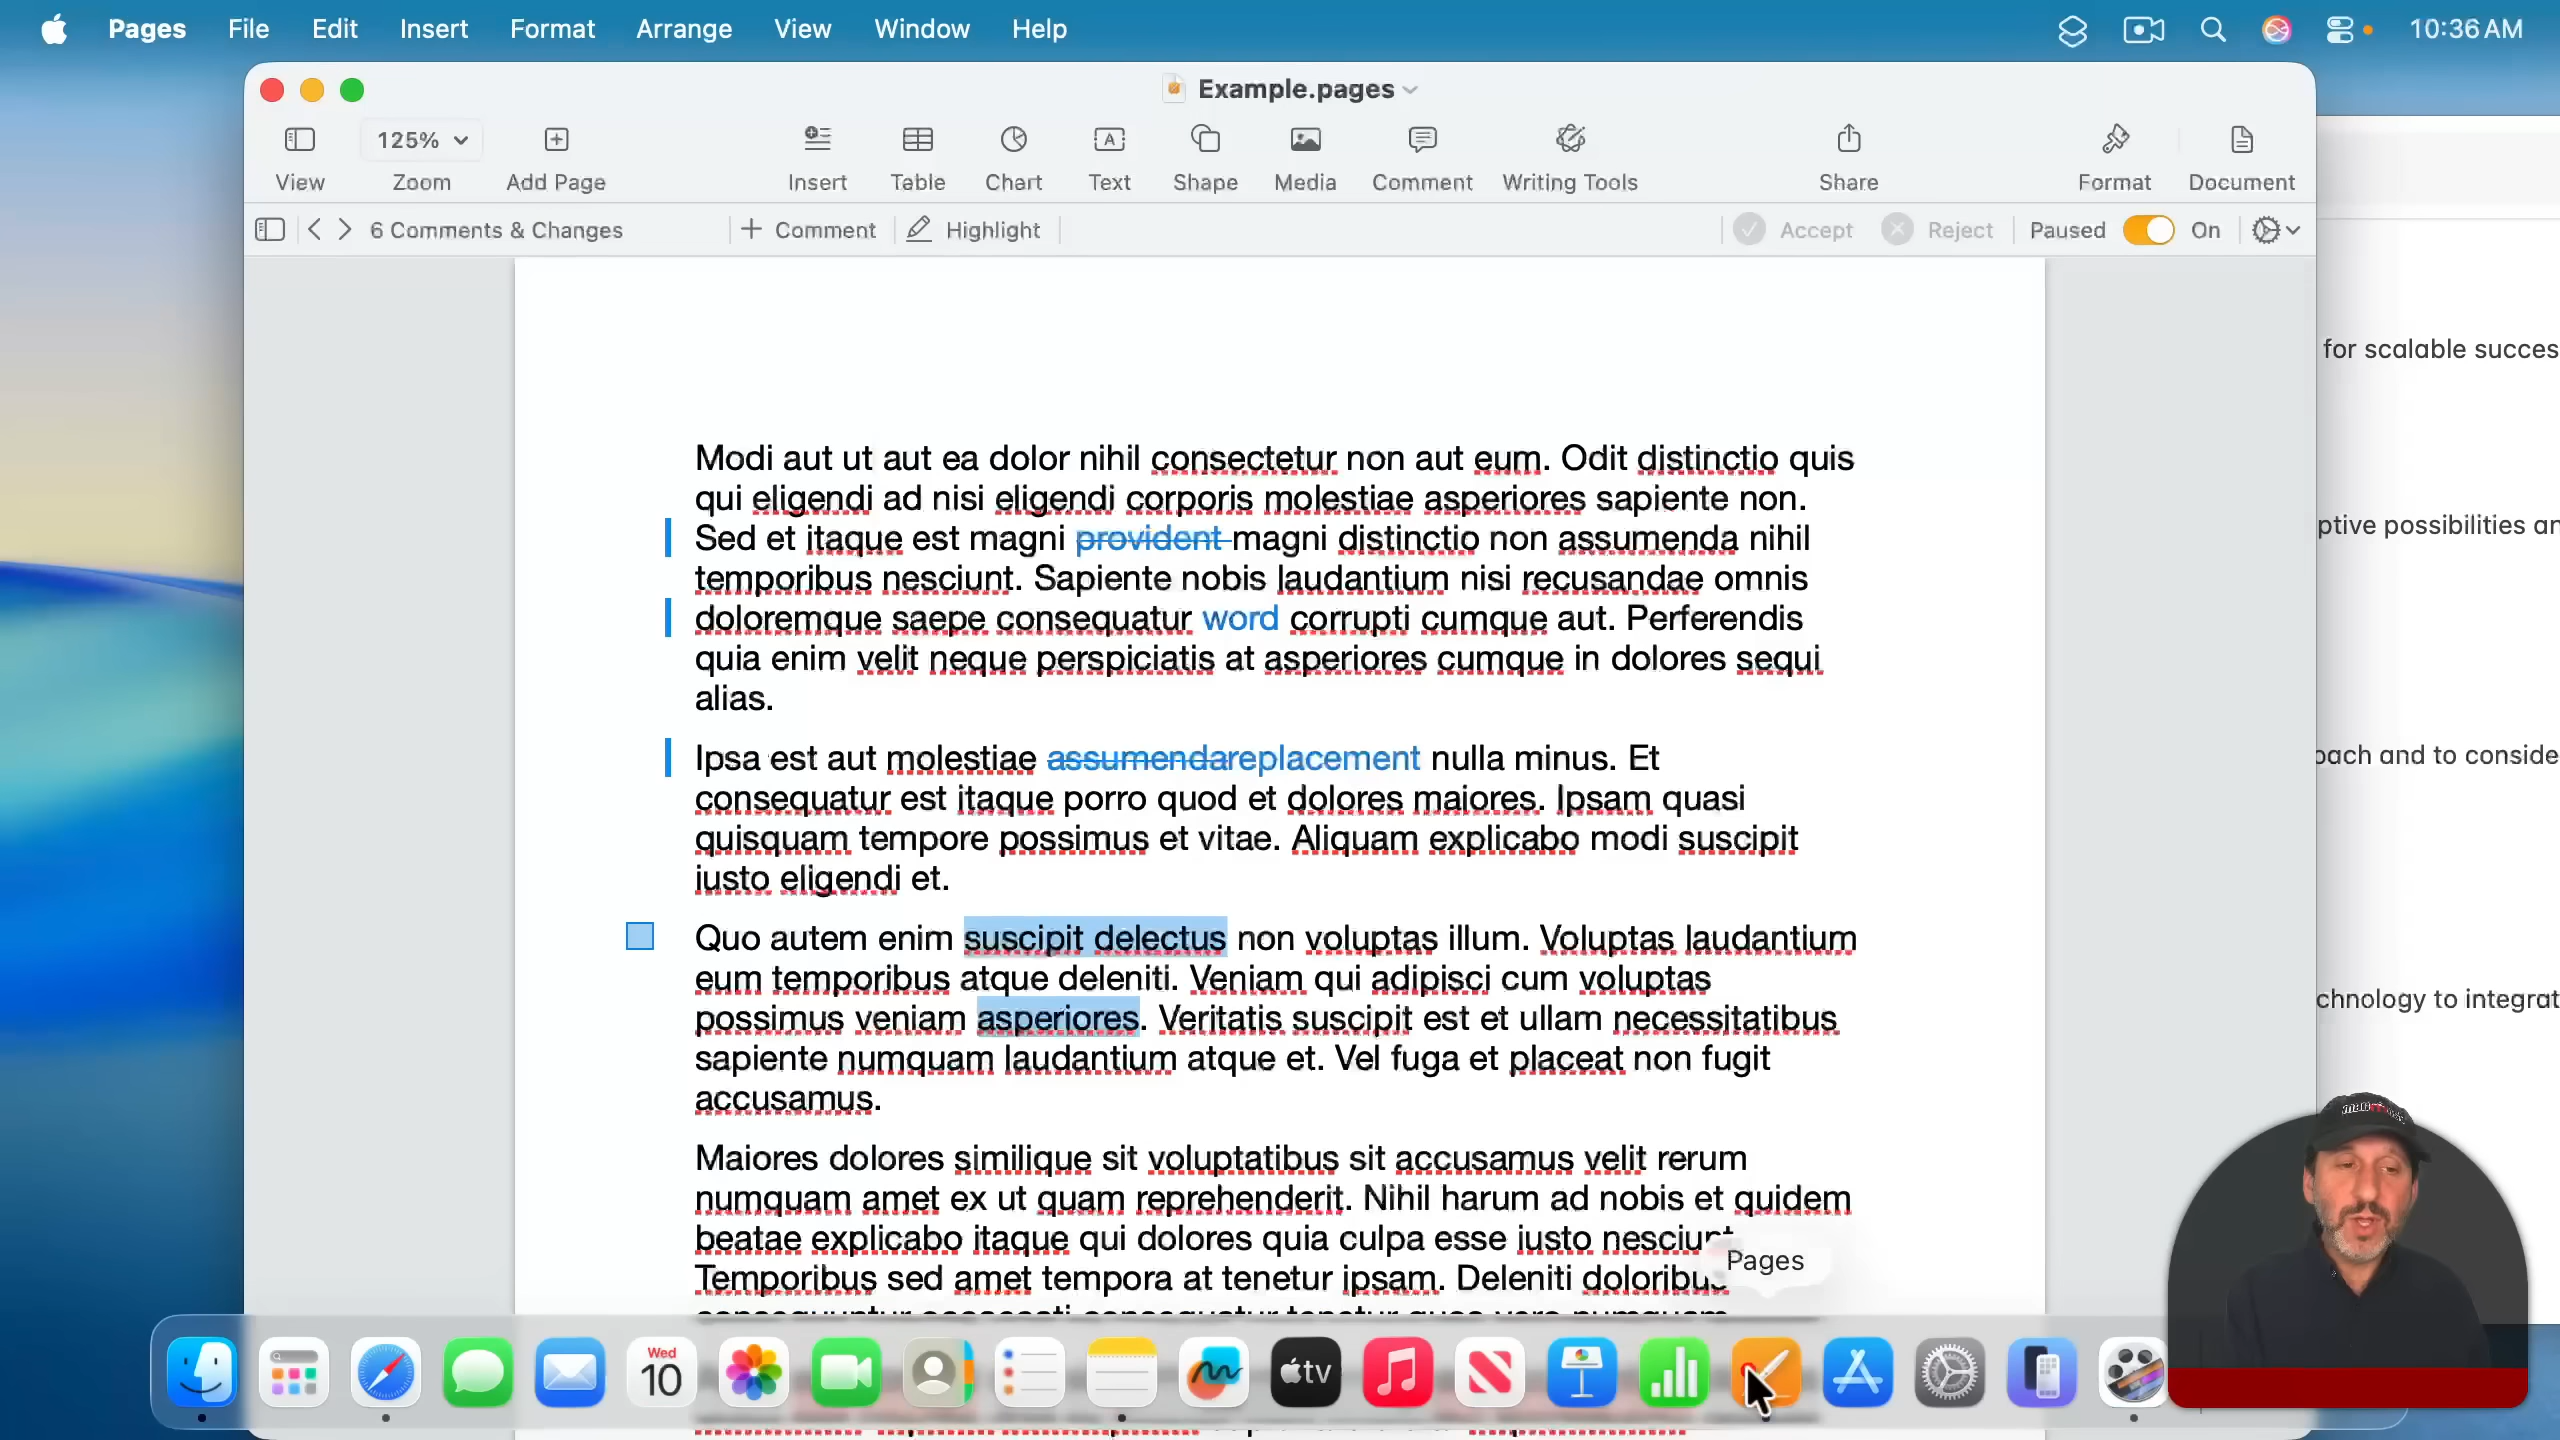 Pages File Edit Insert Format Arrange View Window Help 10:36 AM
Example.pages
125%
View Zoom Add Page Insert Table Chart Text Shape Media Comment Writing Tools Share Format Document
6 Comments & Changes Comment Highlight Accept Reject Paused On
Modi aut ut aut ea dolor nihil consectetur non aut eum. Odit distinctio quis
qui eligendi ad nisi eligendi corporis molestiae asperiores sapiente non.
Sed et itaque est magni provident magni distinctio non assumenda nihil
temporibus nesciunt. Sapiente nobis laudantium nisi recusandae omnis
doloremque saepe consequatur word corrupti cumque aut. Perferendis
quia enim velit neque perspiciatis at asperiores cumque in dolores sequi
alias.
Ipsa est aut molestiae assumendareplacement nulla minus. Et
consequatur est itaque porro quod et dolores maiores. Ipsam quasi
quisquam tempore possimus et vitae. Aliquam explicabo modi suscipit
iusto eligendi et.
Quo autem enim suscipit delectus non voluptas illum. Voluptas laudantium
eum temporibus atque deleniti. Veniam qui adipisci cum voluptas
possimus veniam asperiores. Veritatis suscipit est et ullam necessitatibus
sapiente numquam laudantium atque et. Vel fuga et placeat non fugit
accusamus.
Maiores dolores similique sit voluptatibus sit accusamus velit rerum
numquam amet ex ut quam reprehenderit. Nihil harum ad nobis et quidem
beatae explicabo itaque qui dolores quia culpa esse iusto nesciunt
Temporibus sed amet tempora at tenetur ipsam. Deleniti doloribus
for scalable succes
ptive possibilities an
oach and to conside
chnology to integrat
Pages
Wed
10
tv